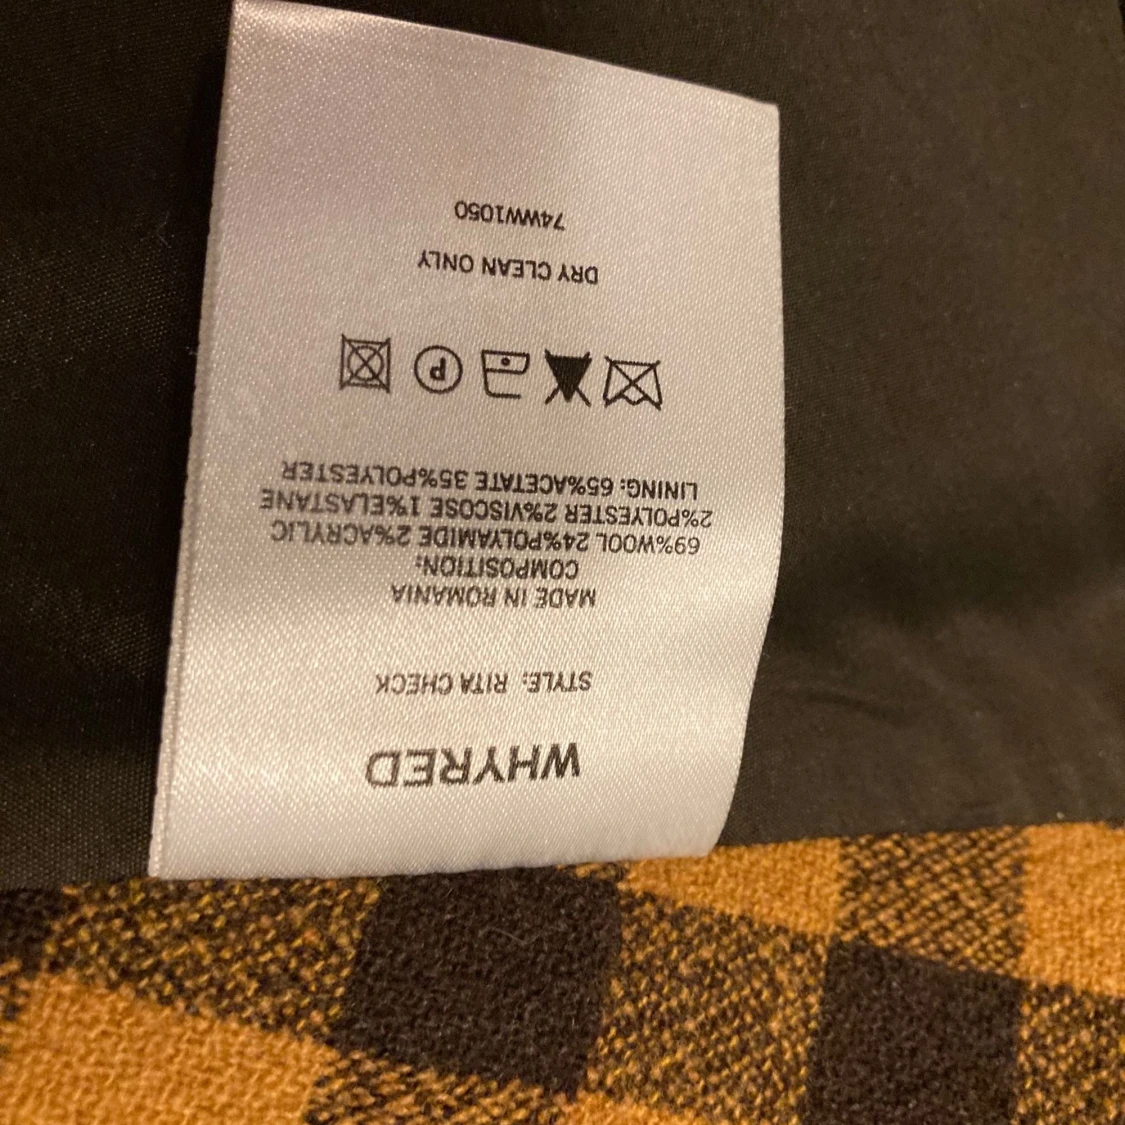 WHYRED
STYLE: RITA CHECK
MADE IN ROMANIA
COMPOSITION:
69%WOOL 24%POLYAMIDE 2%ACRYLIC
2%POLYESTER 2%VISCOSE 1%ELASTANE
LINING: 65%ACETATE 35%POLYESTER
P
DRY CLEAN ONLY
74WW1050